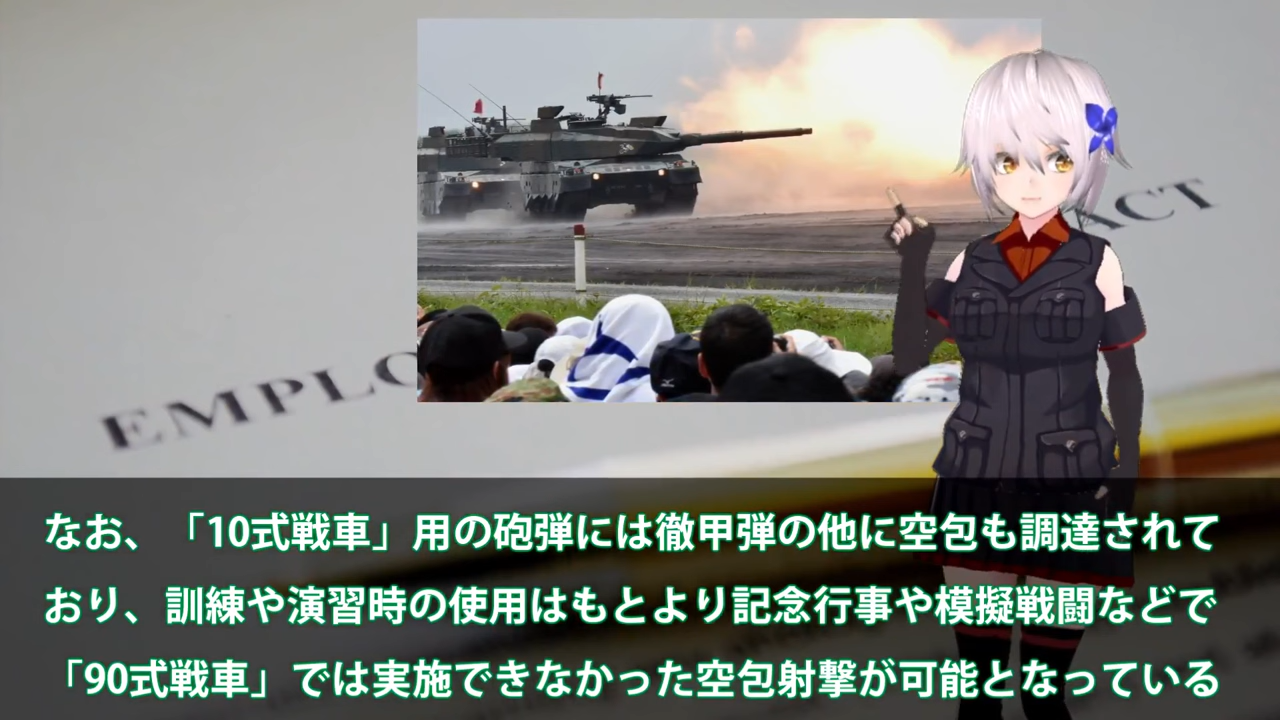 EMPLO
ACT
なお、「10式戦車」用の砲弾には徹甲弾の他に空包も調達されて
おり、訓練や演習時の使用はもとより記念行事や模擬戦闘などで
「90式戦車」では実施できなかった空包射撃が可能となっている